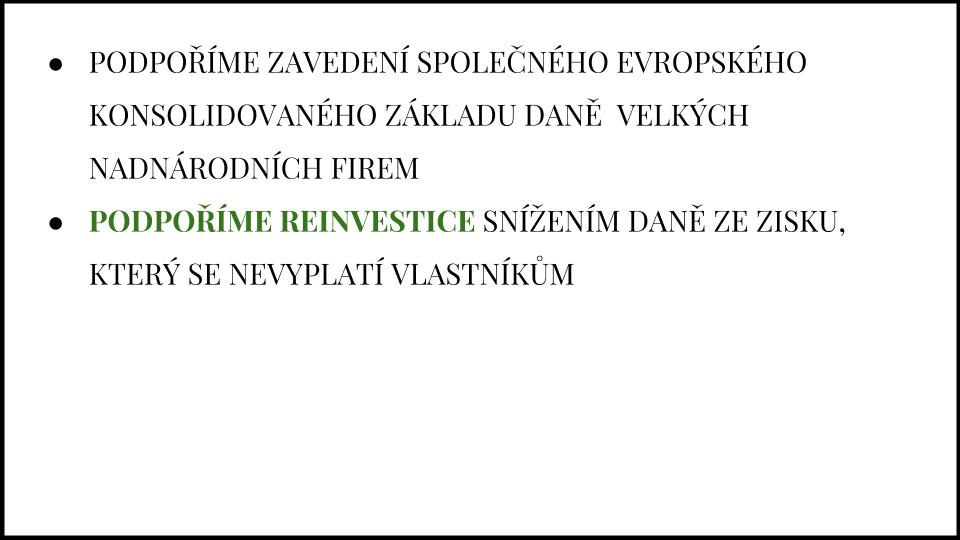 ● PODPOŘÍME ZAVEDENÍ SPOLEČNÉHO EVROPSKÉHO
KONSOLIDOVANÉHO ZÁKLADU DANĚ  VELKÝCH
NADNÁRODNÍCH FIREM
● PODPOŘÍME REINVESTICE SNÍŽENÍM DANĚ ZE ZISKU,
KTERÝ SE NEVYPLATÍ VLASTNÍKŮM